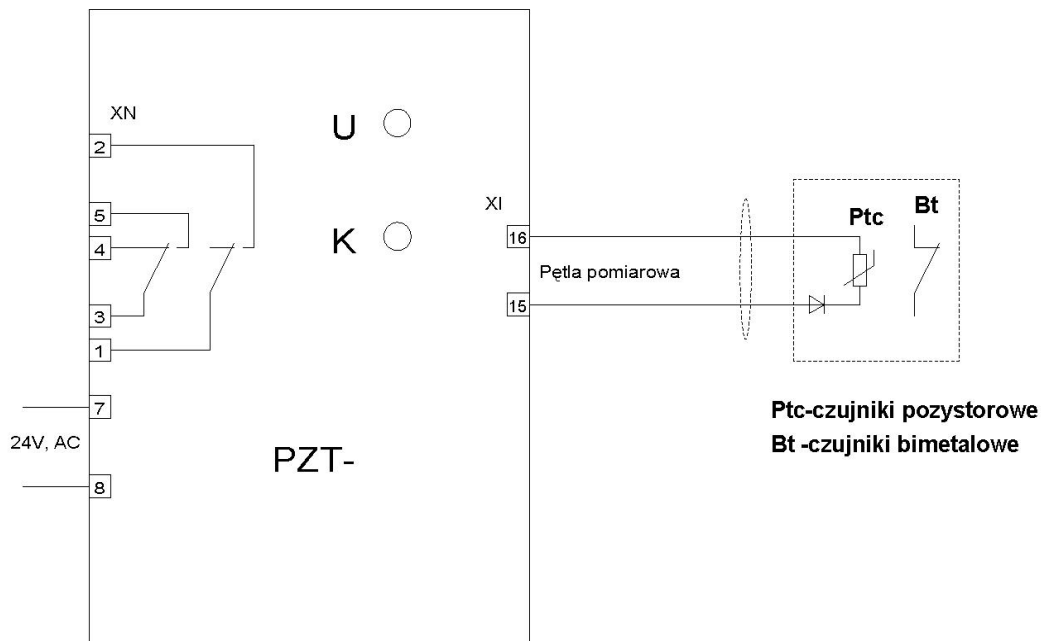 XN
U
2
XI
5
Ptc
Bt
4
K
16
Pętla pomiarowa
3
15
1
7
24V, AC
8
PZT-
Ptc-czujniki pozystorowe
Bt -czujniki bimetalowe